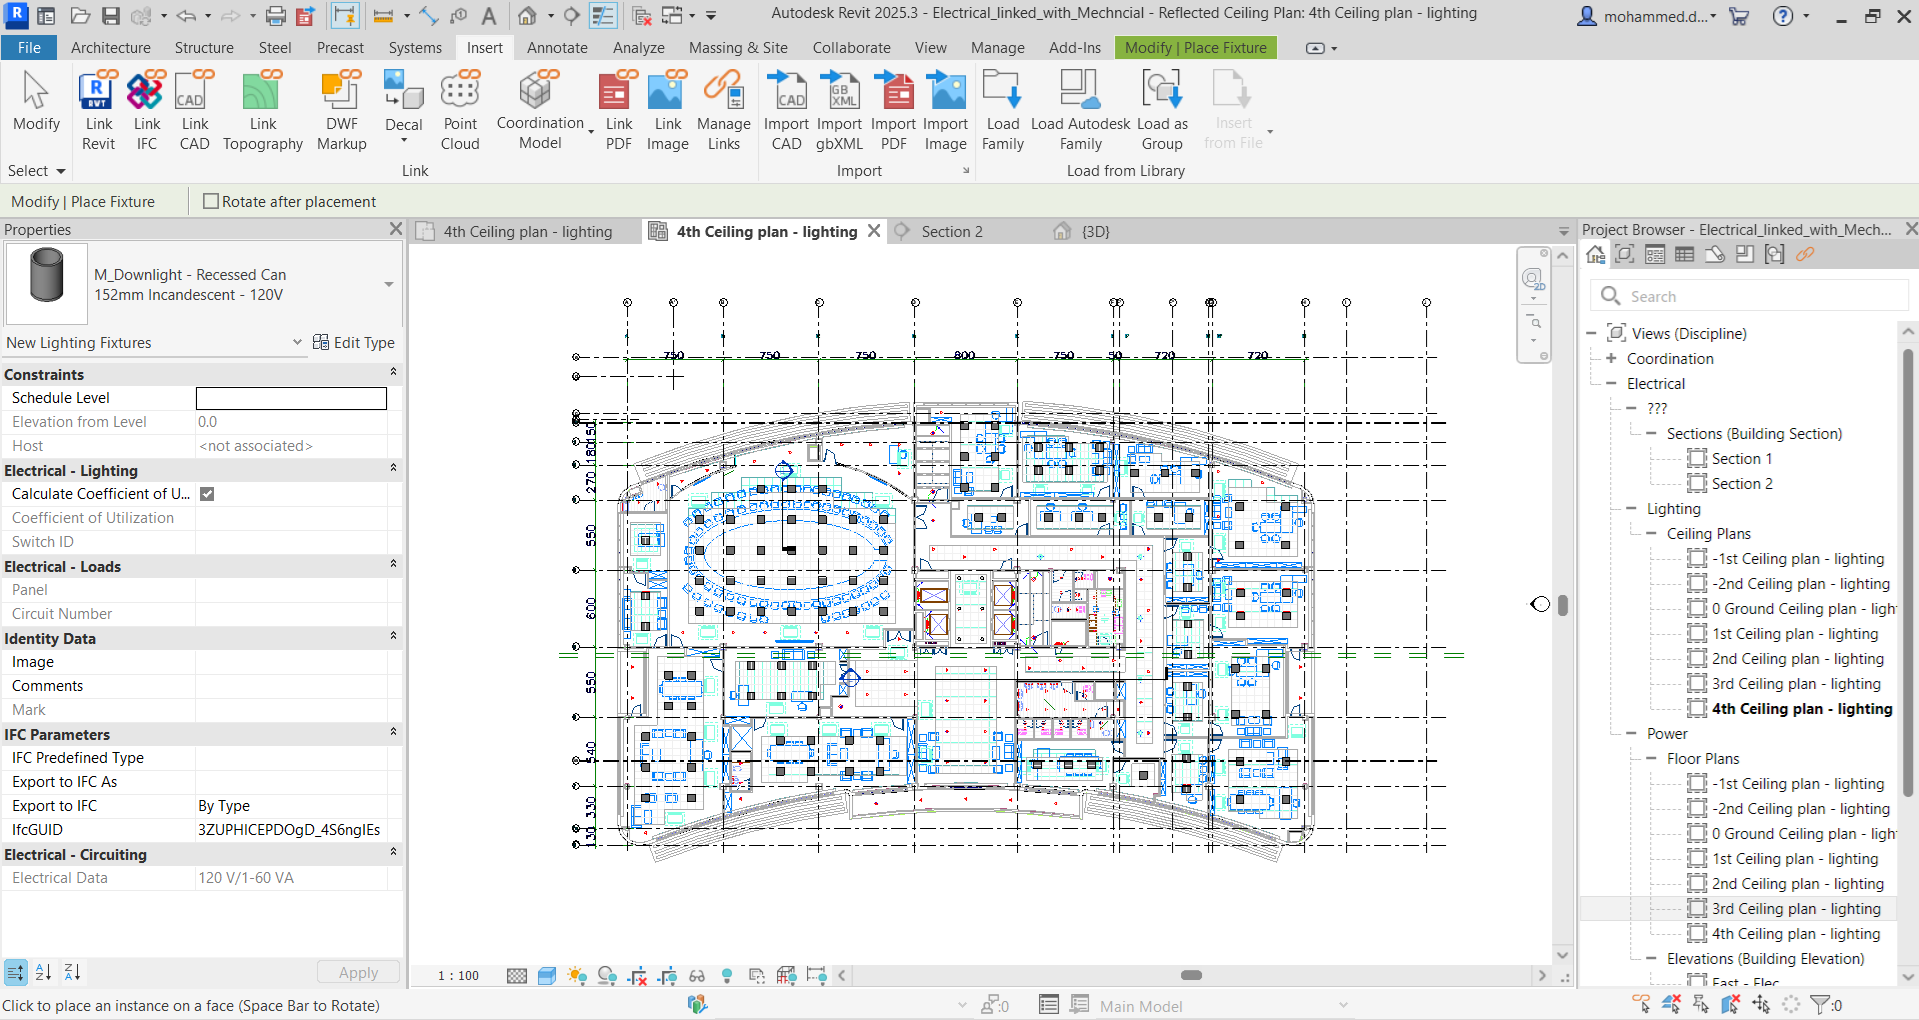 Autodesk Revit 2025.3 - Electrical_linked_with_Mechncial - Reflected Ceiling Plan: 4th Ceiling plan - lighting
mohammed.d...
File Architecture Structure Steel Precast Systems Insert Annotate Analyze Massing & Site Collaborate View Manage Add-Ins Modify | Place Fixture
Modify
Link Revit
Link IFC
Link CAD
Link Topography
DWF Markup
Decal
Point Cloud
Coordination Model
Link PDF
Link Image
Manage Links
Import CAD
Import gbXML
Import PDF
Import Image
Load Family
Load Autodesk Family
Load as Group
Insert from File
Select
Link
Import
Load from Library
Modify | Place Fixture
Rotate after placement
Properties
M_Downlight - Recessed Can
152mm Incandescent - 120V
New Lighting Fixtures
Edit Type
Constraints
Schedule Level
Elevation from Level 0.0
Host <not associated>
Electrical - Lighting
Calculate Coefficient of U...
Coefficient of Utilization
Switch ID
Electrical - Loads
Panel
Circuit Number
Identity Data
Image
Comments
Mark
IFC Parameters
IFC Predefined Type
Export to IFC As
Export to IFC By Type
IfcGUID 3ZUPHICEPDOgD_4S6ngIEs
Electrical - Circuiting
Electrical Data 120 V/1-60 VA
Apply
4th Ceiling plan - lighting
4th Ceiling plan - lighting
Section 2
{3D}
2D
750 750 750 800 750 50 720 720
150
180
270
550
600
550
540
330
130
1 : 100
Project Browser - Electrical_linked_with_Mech...
Search
Views (Discipline)
Coordination
Electrical
???
Sections (Building Section)
Section 1
Section 2
Lighting
Ceiling Plans
-1st Ceiling plan - lighting
-2nd Ceiling plan - lighting
0 Ground Ceiling plan - ligh
1st Ceiling plan - lighting
2nd Ceiling plan - lighting
3rd Ceiling plan - lighting
4th Ceiling plan - lighting
Power
Floor Plans
-1st Ceiling plan - lighting
-2nd Ceiling plan - lighting
0 Ground Ceiling plan - ligh
1st Ceiling plan - lighting
2nd Ceiling plan - lighting
3rd Ceiling plan - lighting
4th Ceiling plan - lighting
Elevations (Building Elevation)
East - Elec
Click to place an instance on a face (Space Bar to Rotate)
:0
Main Model
:0